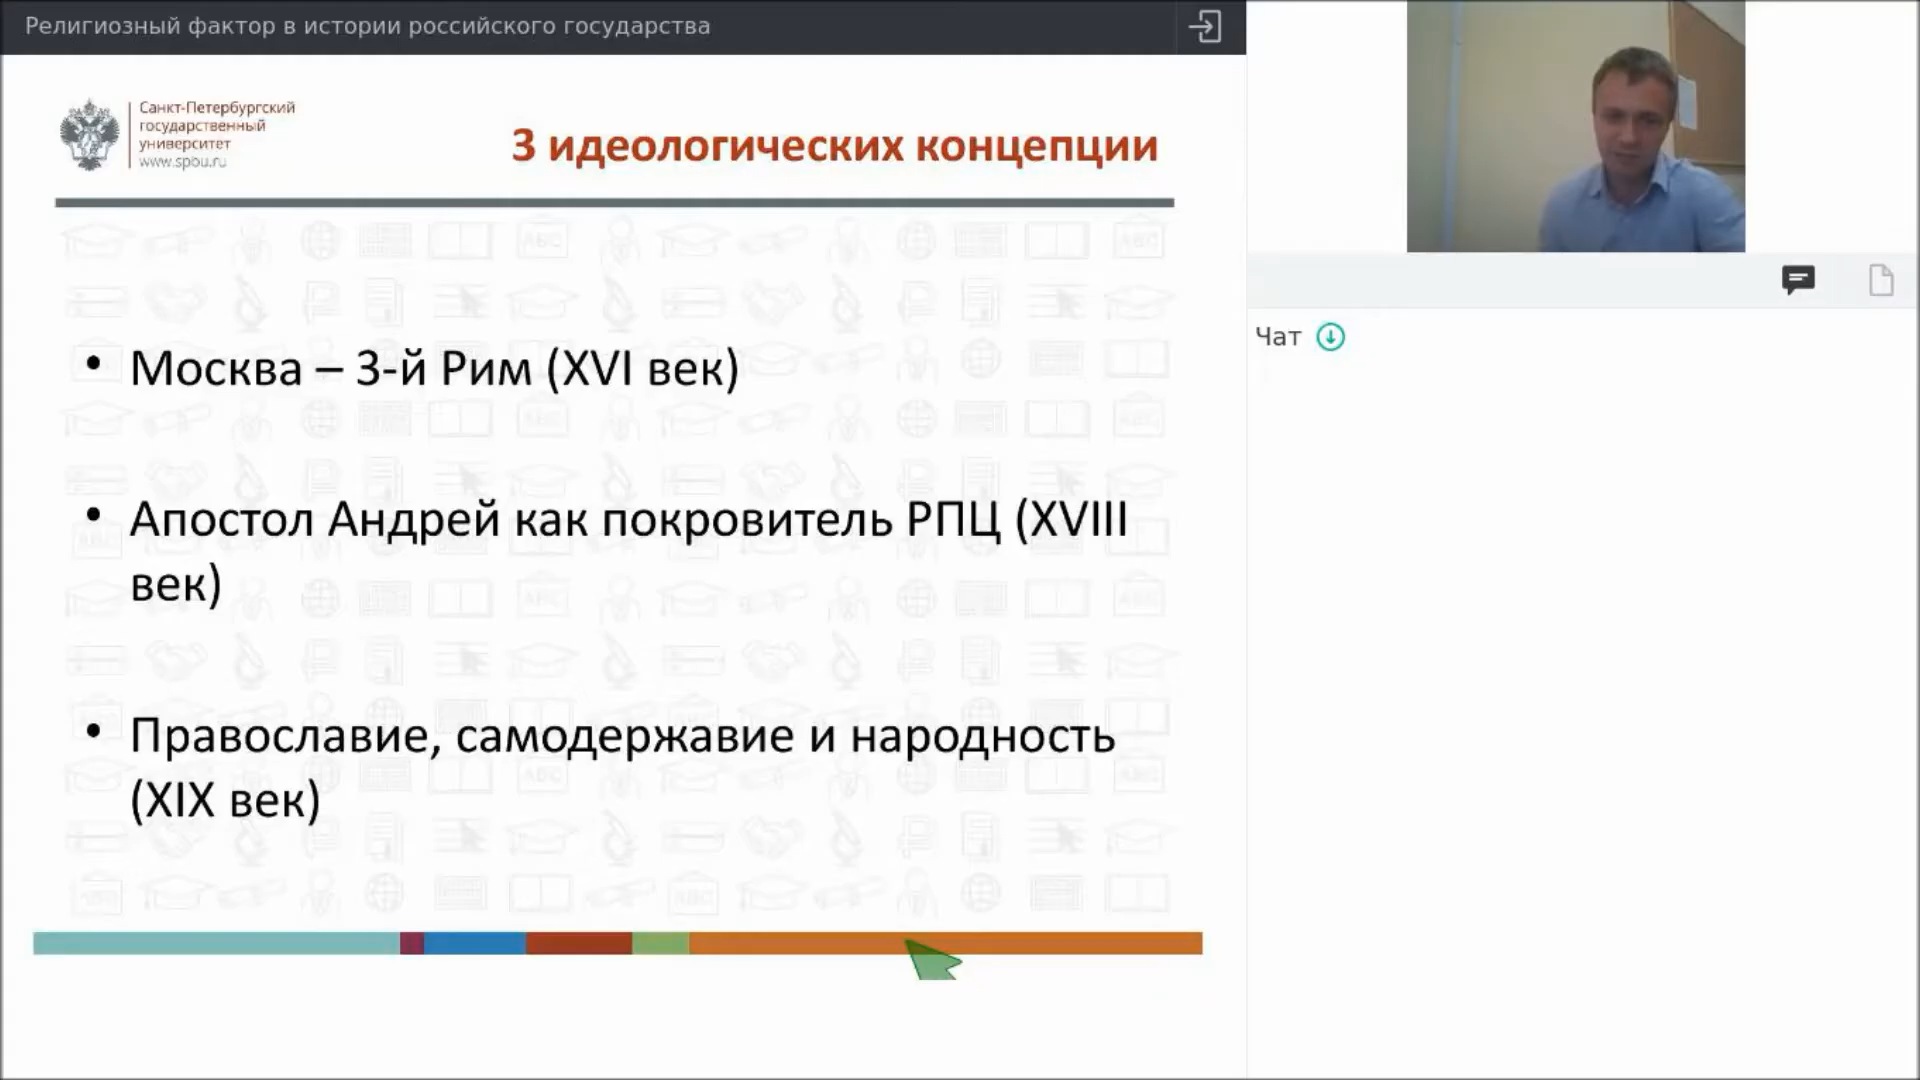 Религиозный фактор в истории российского государства
Санкт-Петербургский
государственный
университет
www.spbu.ru
3 идеологических концепции
• Москва – 3-й Рим (XVI век)
• Апостол Андрей как покровитель РПЦ (XVIII
век)
• Православие, самодержавие и народность
(XIX век)
Чат